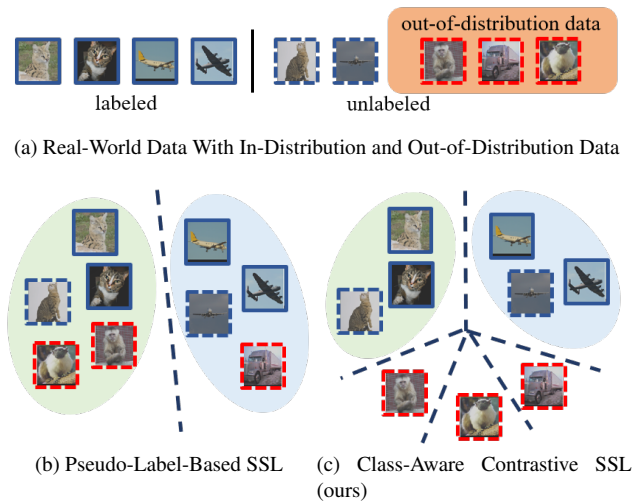 out-of-distribution data
labeled
unlabeled
(a) Real-World Data With In-Distribution and Out-of-Distribution Data
(b) Pseudo-Label-Based SSL
(c) Class-Aware Contrastive SSL
(ours)